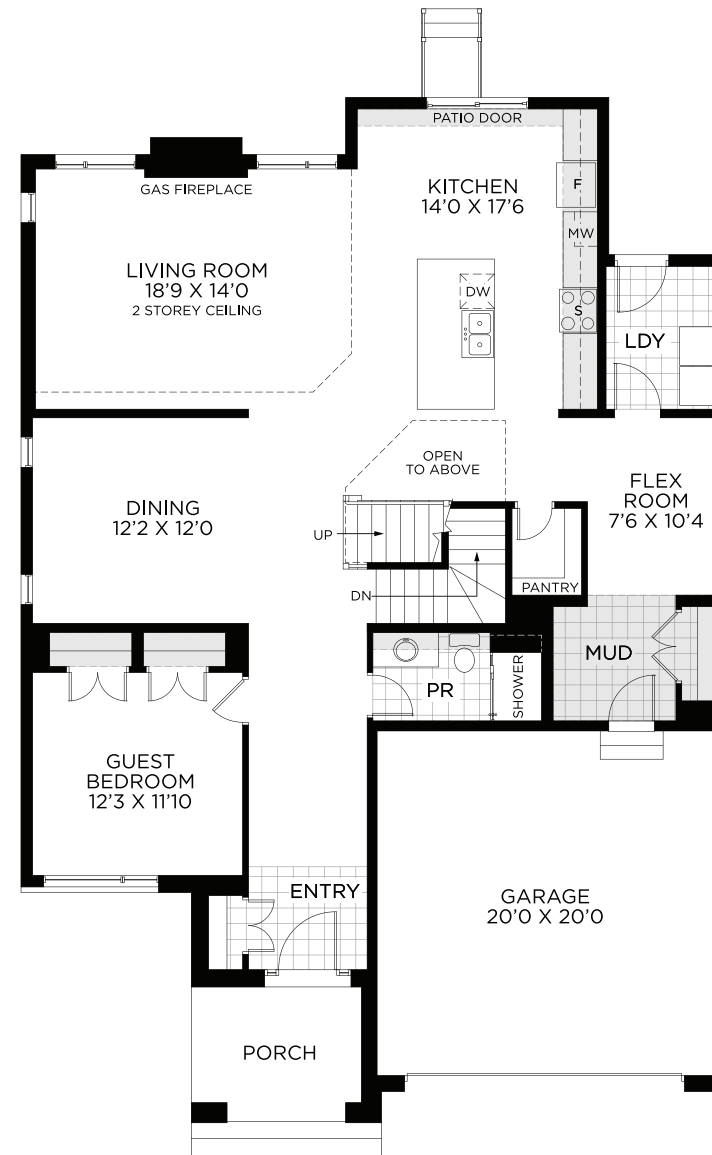 PATIO DOOR
GAS FIREPLACE
KITCHEN
14'0 X 17'6
F
MW
LIVING ROOM
18'9 X 14'0
2 STOREY CEILING
DW
S
LDY
OPEN
TO ABOVE
FLEX
ROOM
7'6 X 10'4
DINING
12'2 X 12'0
UP
DN
PANTRY
MUD
PR
SHOWER
GUEST
BEDROOM
12'3 X 11'10
ENTRY
GARAGE
20'0 X 20'0
PORCH